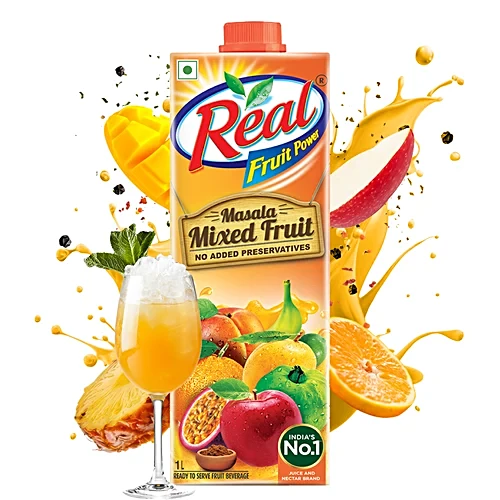 Real
Fruit Power
Masala
Mixed Fruit
NO ADDED PRESERVATIVES
INDIA'S
No.1
JUICE AND
NECTAR BRAND
1L
READY TO SERVE FRUIT BEVERAGE